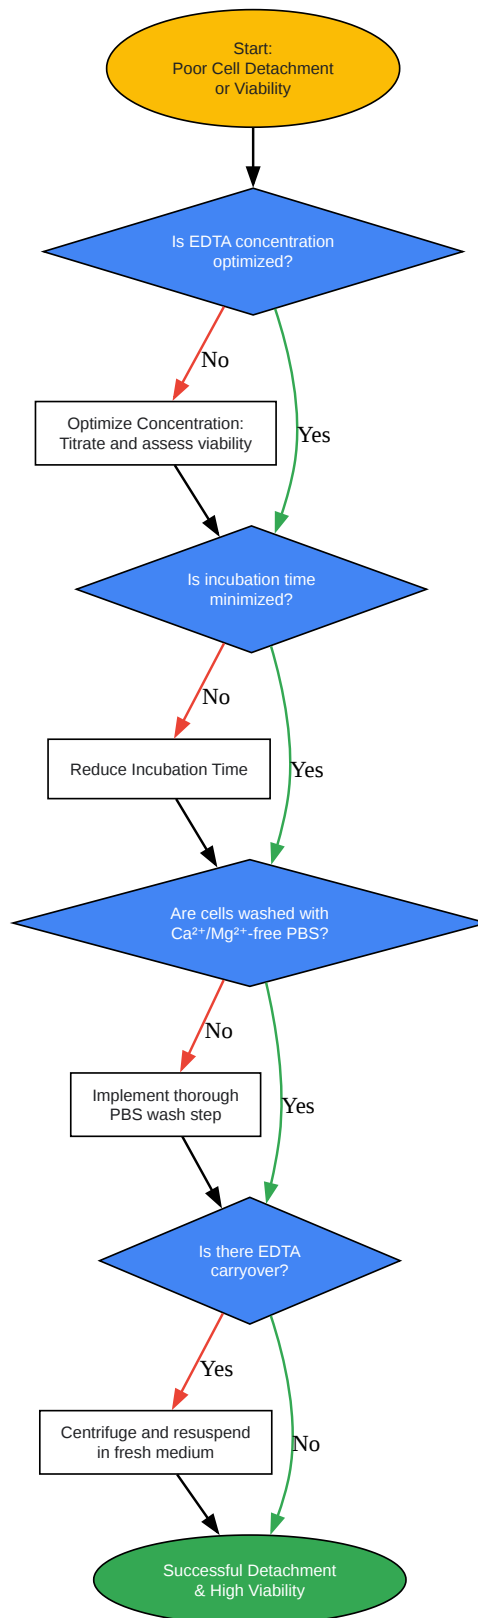 Start:
Poor Cell Detachment
or Viability
Is EDTA concentration
optimized?
No
Yes
Optimize Concentration:
Titrate and assess viability
Is incubation time
minimized?
No
Yes
Reduce Incubation Time
Are cells washed with
Ca²⁺/Mg²⁺-free PBS?
No
Yes
Implement thorough
PBS wash step
Is there EDTA
carryover?
Yes
No
Centrifuge and resuspend
in fresh medium
Successful Detachment
& High Viability